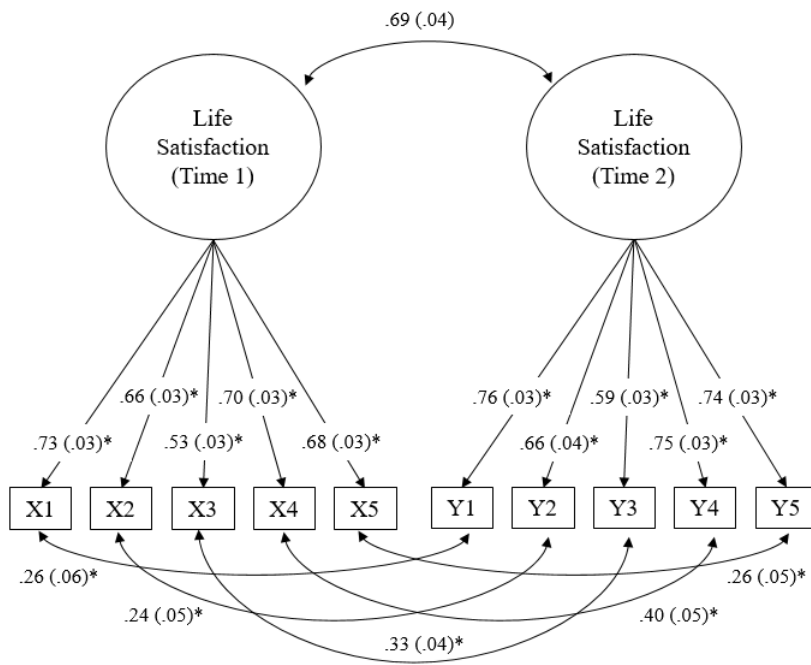 .69 (.04)
Life
Satisfaction
(Time 1)
Life
Satisfaction
(Time 2)
.66 (.03)*
.70 (.03)*
.76 (.03)*
.59 (.03)*
.74 (.03)*
.73 (.03)*
.53 (.03)*
.68 (.03)*
.66 (.04)*
.75 (.03)*
X1
X2
X3
X4
X5
Y1
Y2
Y3
Y4
Y5
.26 (.06)*
.26 (.05)*
.24 (.05)*
.40 (.05)*
.33 (.04)*